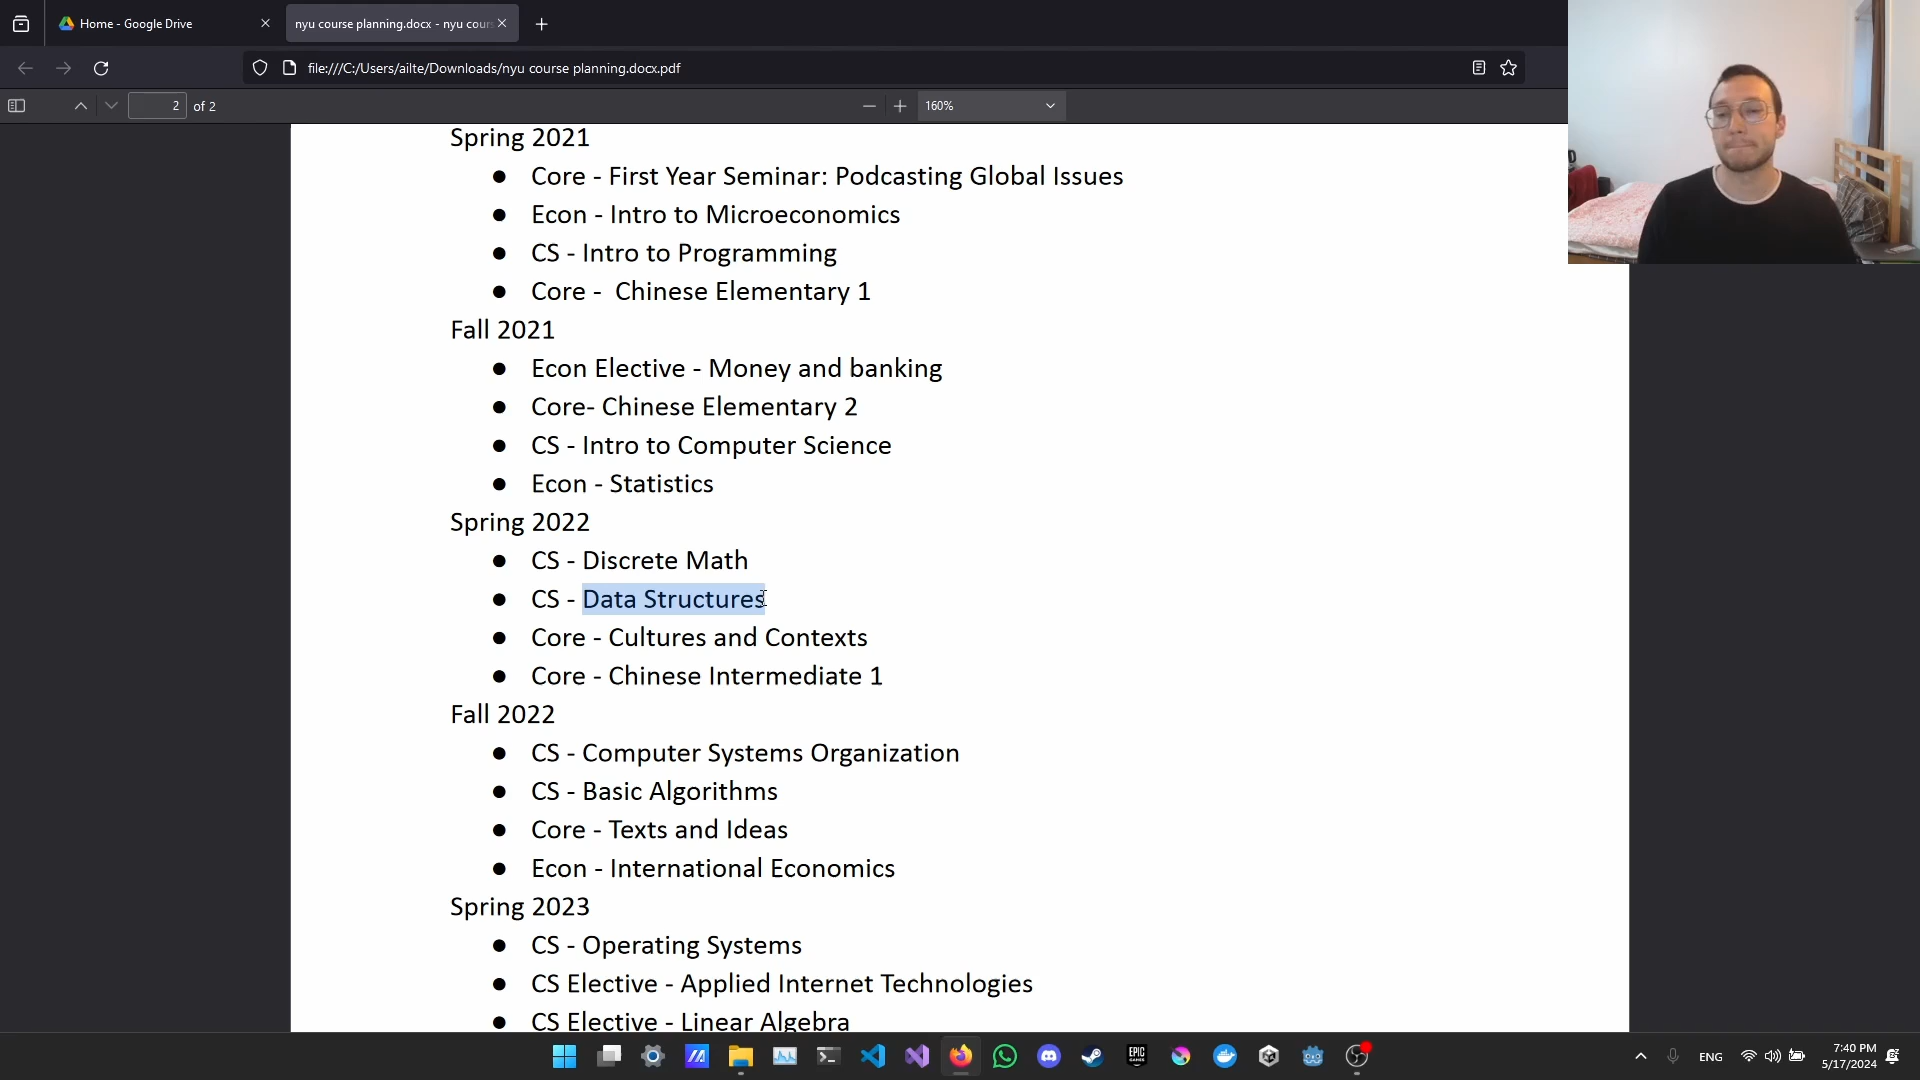 Home - Google Drive
nyu course planning.docx - nyu cour
file:///C:/Users/ailte/Downloads/nyu course planning.docx.pdf
2 of 2
160%
Spring 2021
● Core - First Year Seminar: Podcasting Global Issues
● Econ - Intro to Microeconomics
● CS - Intro to Programming
● Core -  Chinese Elementary 1
Fall 2021
● Econ Elective - Money and banking
● Core- Chinese Elementary 2
● CS - Intro to Computer Science
● Econ - Statistics
Spring 2022
● CS - Discrete Math
● CS - Data Structures
● Core - Cultures and Contexts
● Core - Chinese Intermediate 1
Fall 2022
● CS - Computer Systems Organization
● CS - Basic Algorithms
● Core - Texts and Ideas
● Econ - International Economics
Spring 2023
● CS - Operating Systems
● CS Elective - Applied Internet Technologies
● CS Elective - Linear Algebra
EPIC
GAMES
ENG
7:40 PM
5/17/2024